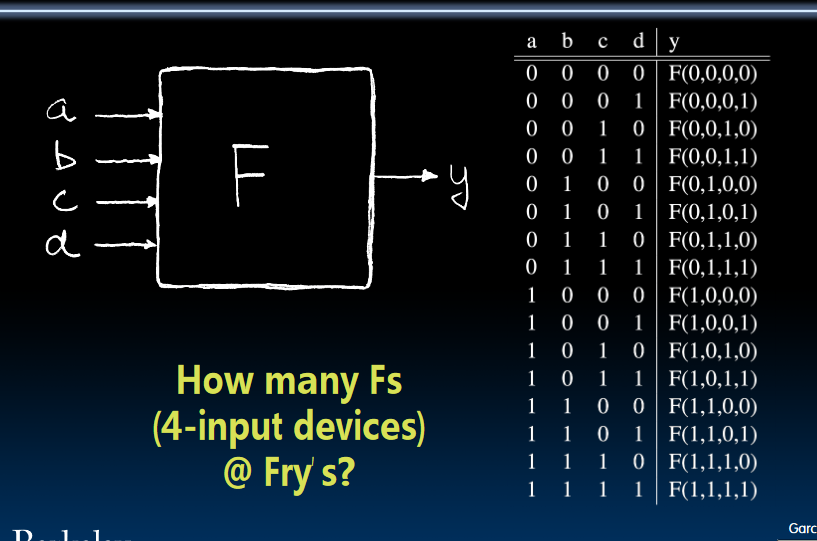 a
b
c
d
F
y
How many Fs
(4-input devices)
@ Fry's?
a b c d y
0 0 0 0 F(0,0,0,0)
0 0 0 1 F(0,0,0,1)
0 0 1 0 F(0,0,1,0)
0 0 1 1 F(0,0,1,1)
0 1 0 0 F(0,1,0,0)
0 1 0 1 F(0,1,0,1)
0 1 1 0 F(0,1,1,0)
0 1 1 1 F(0,1,1,1)
1 0 0 0 F(1,0,0,0)
1 0 0 1 F(1,0,0,1)
1 0 1 0 F(1,0,1,0)
1 0 1 1 F(1,0,1,1)
1 1 0 0 F(1,1,0,0)
1 1 0 1 F(1,1,0,1)
1 1 1 0 F(1,1,1,0)
1 1 1 1 F(1,1,1,1)
Garc